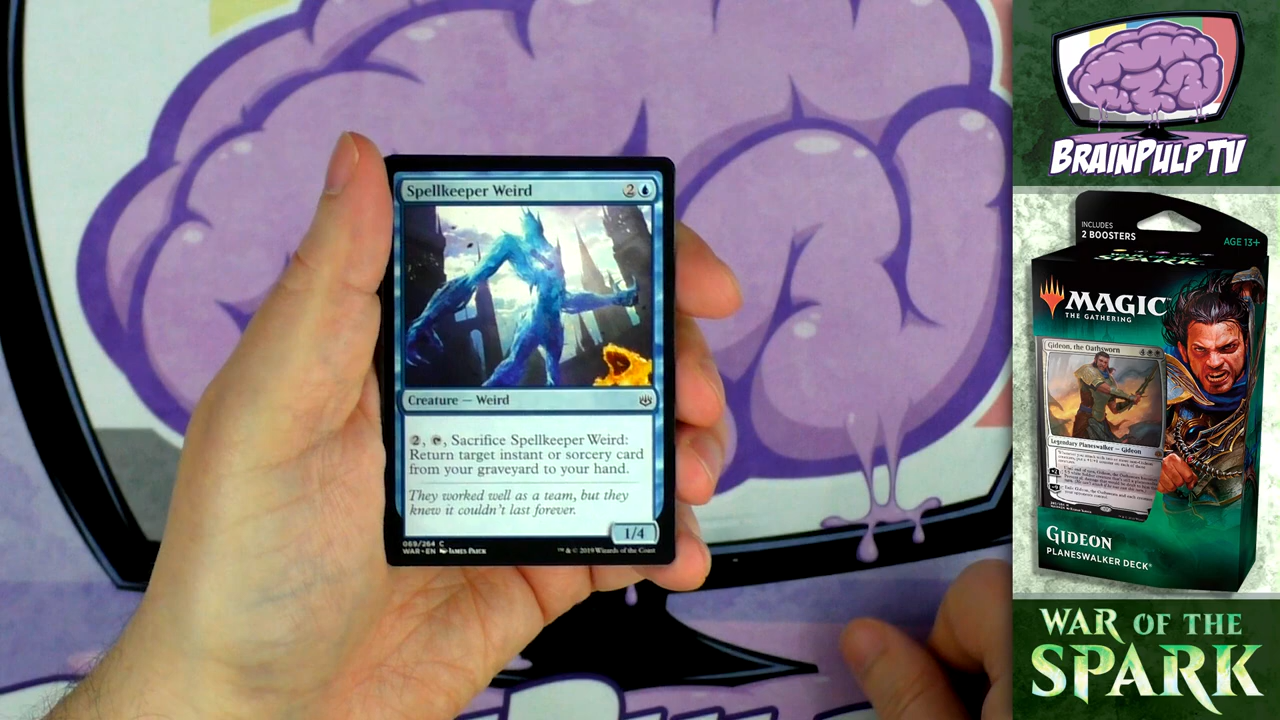 Spellkeeper Weird 2
Creature — Weird
2, , Sacrifice Spellkeeper Weird:
Return target instant or sorcery card
from your graveyard to your hand.
They worked well as a team, but they
knew it couldn't last forever.
1/4
069/264 C
WAR • EN James Paick
™ & © 2019 Wizards of the Coast
BRAINPULP TV
INCLUDES
2 BOOSTERS
AGE 13+
SPARK
MAGIC
THE GATHERING
Gideon, the Oathsworn 4
Legendary Planeswalker — Gideon
GIDEON
PLANESWALKER DECK®
WAR OF THE
SPARK